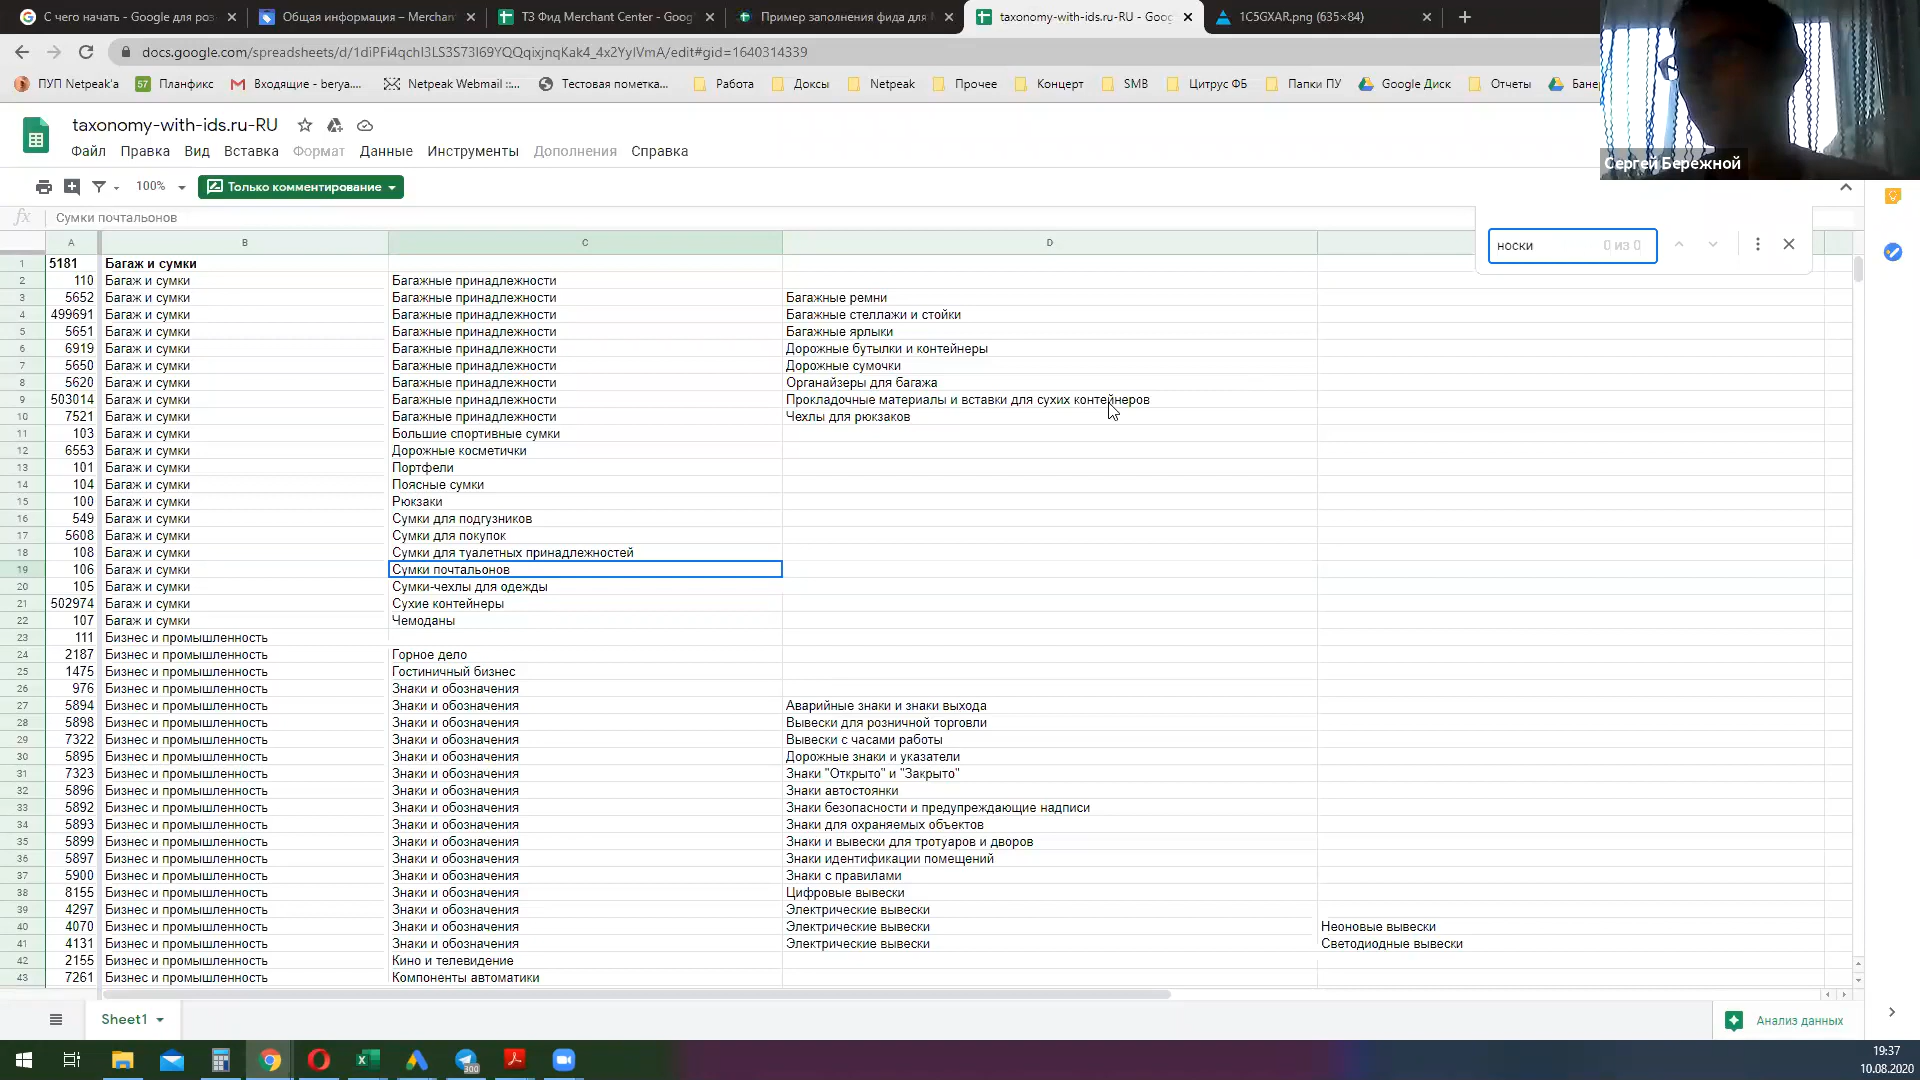 С чего начать - Google для роз
Общая информация – Merchan
ТЗ Фид Merchant Center - Goog
Пример заполнения фида для М
taxonomy-with-ids.ru-RU - Goog
1C5GXAR.png (635×84)
docs.google.com/spreadsheets/d/1diPFi4qchI3LS3S73I69YQQqixjnqKak4_4x2YyIVmA/edit#gid=1640314339
ПУП Netpeak'a
57 Планфикс
Входящие - berya....
Netpeak Webmail ::...
Тестовая пометка...
Работа
Доксы
Netpeak
Прочее
Концерт
SMB
Цитрус ФБ
Папки ПУ
Google Диск
Отчеты
Бане
Сергей Бережной
taxonomy-with-ids.ru-RU
Файл Правка Вид Вставка Формат Данные Инструменты Дополнения Справка
100% Только комментирование
fx Сумки почтальонов
носки 0 из 0
A B C D
1 5181 Багаж и сумки
2 110 Багаж и сумки Багажные принадлежности
3 5652 Багаж и сумки Багажные принадлежности Багажные ремни
4 499691 Багаж и сумки Багажные принадлежности Багажные стеллажи и стойки
5 5651 Багаж и сумки Багажные принадлежности Багажные ярлыки
6 6919 Багаж и сумки Багажные принадлежности Дорожные бутылки и контейнеры
7 5650 Багаж и сумки Багажные принадлежности Дорожные сумочки
8 5620 Багаж и сумки Багажные принадлежности Органайзеры для багажа
9 503014 Багаж и сумки Багажные принадлежности Прокладочные материалы и вставки для сухих контейнеров
10 7521 Багаж и сумки Багажные принадлежности Чехлы для рюкзаков
11 103 Багаж и сумки Большие спортивные сумки
12 6553 Багаж и сумки Дорожные косметички
13 101 Багаж и сумки Портфели
14 104 Багаж и сумки Поясные сумки
15 100 Багаж и сумки Рюкзаки
16 549 Багаж и сумки Сумки для подгузников
17 5608 Багаж и сумки Сумки для покупок
18 108 Багаж и сумки Сумки для туалетных принадлежностей
19 106 Багаж и сумки Сумки почтальонов
20 105 Багаж и сумки Сумки-чехлы для одежды
21 502974 Багаж и сумки Сухие контейнеры
22 107 Багаж и сумки Чемоданы
23 111 Бизнес и промышленность
24 2187 Бизнес и промышленность Горное дело
25 1475 Бизнес и промышленность Гостиничный бизнес
26 976 Бизнес и промышленность Знаки и обозначения
27 5894 Бизнес и промышленность Знаки и обозначения Аварийные знаки и знаки выхода
28 5898 Бизнес и промышленность Знаки и обозначения Вывески для розничной торговли
29 7322 Бизнес и промышленность Знаки и обозначения Вывески с часами работы
30 5895 Бизнес и промышленность Знаки и обозначения Дорожные знаки и указатели
31 7323 Бизнес и промышленность Знаки и обозначения Знаки "Открыто" и "Закрыто"
32 5896 Бизнес и промышленность Знаки и обозначения Знаки автостоянки
33 5892 Бизнес и промышленность Знаки и обозначения Знаки безопасности и предупреждающие надписи
34 5893 Бизнес и промышленность Знаки и обозначения Знаки для охраняемых объектов
35 5899 Бизнес и промышленность Знаки и обозначения Знаки и вывески для тротуаров и дворов
36 5897 Бизнес и промышленность Знаки и обозначения Знаки идентификации помещений
37 5900 Бизнес и промышленность Знаки и обозначения Знаки с правилами
38 8155 Бизнес и промышленность Знаки и обозначения Цифровые вывески
39 4297 Бизнес и промышленность Знаки и обозначения Электрические вывески
40 4070 Бизнес и промышленность Знаки и обозначения Электрические вывески Неоновые вывески
41 4131 Бизнес и промышленность Знаки и обозначения Электрические вывески Светодиодные вывески
42 2155 Бизнес и промышленность Кино и телевидение
43 7261 Бизнес и промышленность Компоненты автоматики
Sheet1
Анализ данных
300
19:37
10.08.2020